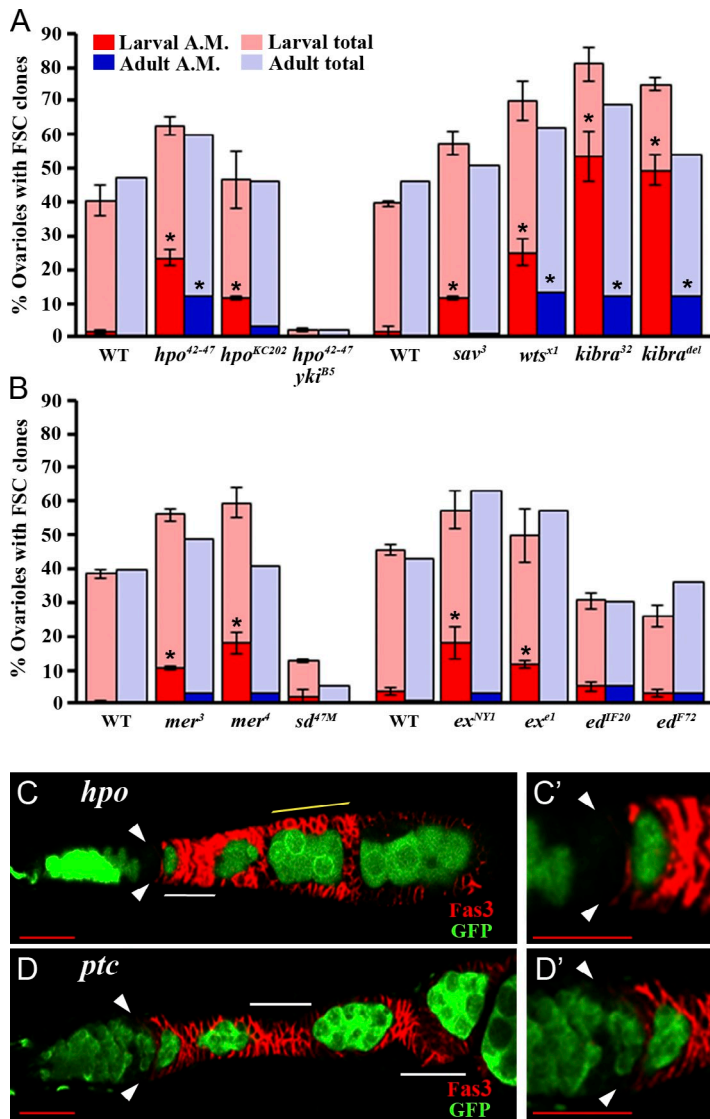 A
% Ovarioles with FSC clones
90
80
70
60
50
40
30
20
10
0
Larval A.M.
Larval total
Adult A.M.
Adult total
* * * * * * * * * *
WT hpo⁴²⁻⁴⁷ hpoᴷᶜ²⁰² hpo⁴²⁻⁴⁷ WT sav³ wtsˣ¹ kibra³² kibraᵈᵉˡ
ykiᴮ⁵
B
% Ovarioles with FSC clones
90
80
70
60
50
40
30
20
10
0
* * * *
WT mer³ mer⁴ sd⁴⁷ᴹ WT exᴺʸ¹ exᵉ¹ edᴵF²⁰ edF⁷²
C hpo
Fas3
GFP
C'
D ptc
Fas3
GFP
D'